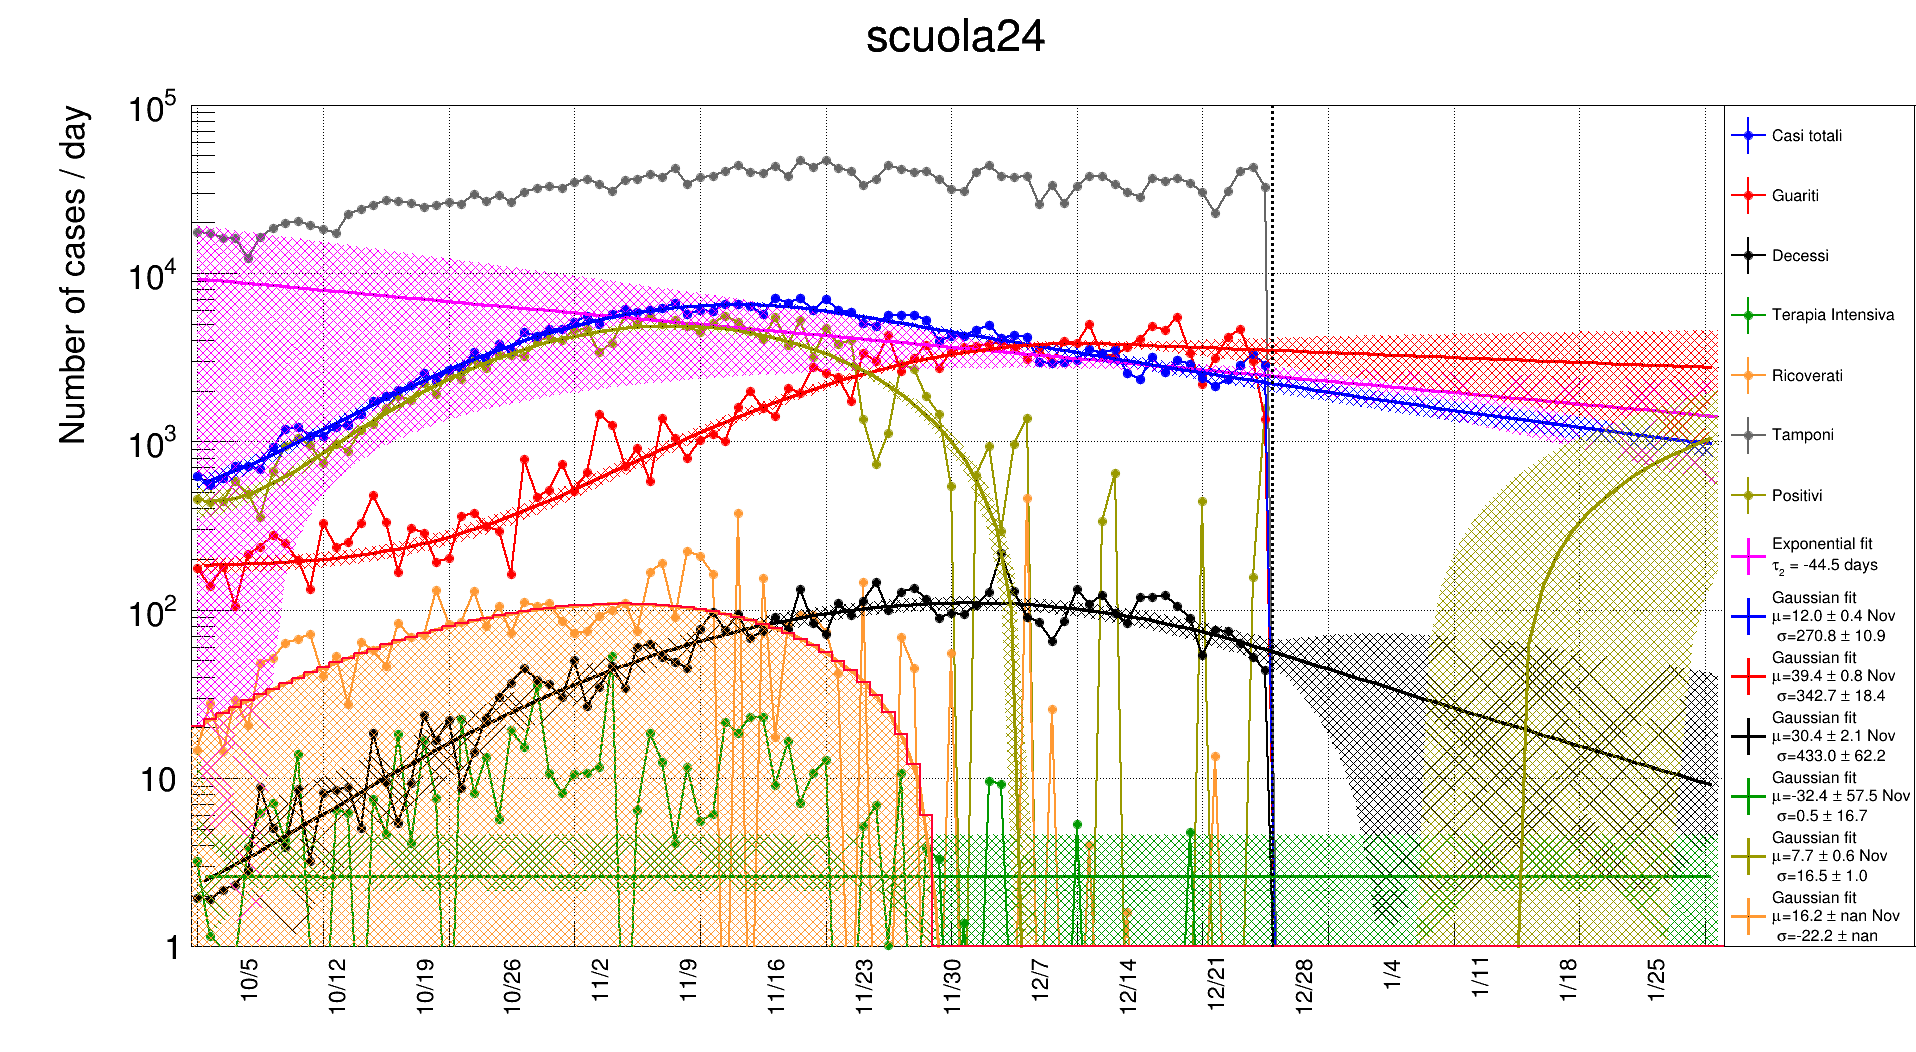 scuola24
Number of cases / day
10^5
10^4
10^3
10^2
10
1
10/5
10/12
10/19
10/26
11/2
11/9
11/16
11/23
11/30
12/7
12/14
12/21
12/28
1/4
1/11
1/18
1/25
Casi totali
Guariti
Decessi
Terapia Intensiva
Ricoverati
Tamponi
Positivi
Exponential fit
τ₂ = -44.5 days
Gaussian fit
μ=12.0 ± 0.4 Nov
σ=270.8 ± 10.9
Gaussian fit
μ=39.4 ± 0.8 Nov
σ=342.7 ± 18.4
Gaussian fit
μ=30.4 ± 2.1 Nov
σ=433.0 ± 62.2
Gaussian fit
μ=-32.4 ± 57.5 Nov
σ=0.5 ± 16.7
Gaussian fit
μ=7.7 ± 0.6 Nov
σ=16.5 ± 1.0
Gaussian fit
μ=16.2 ± nan Nov
σ=-22.2 ± nan